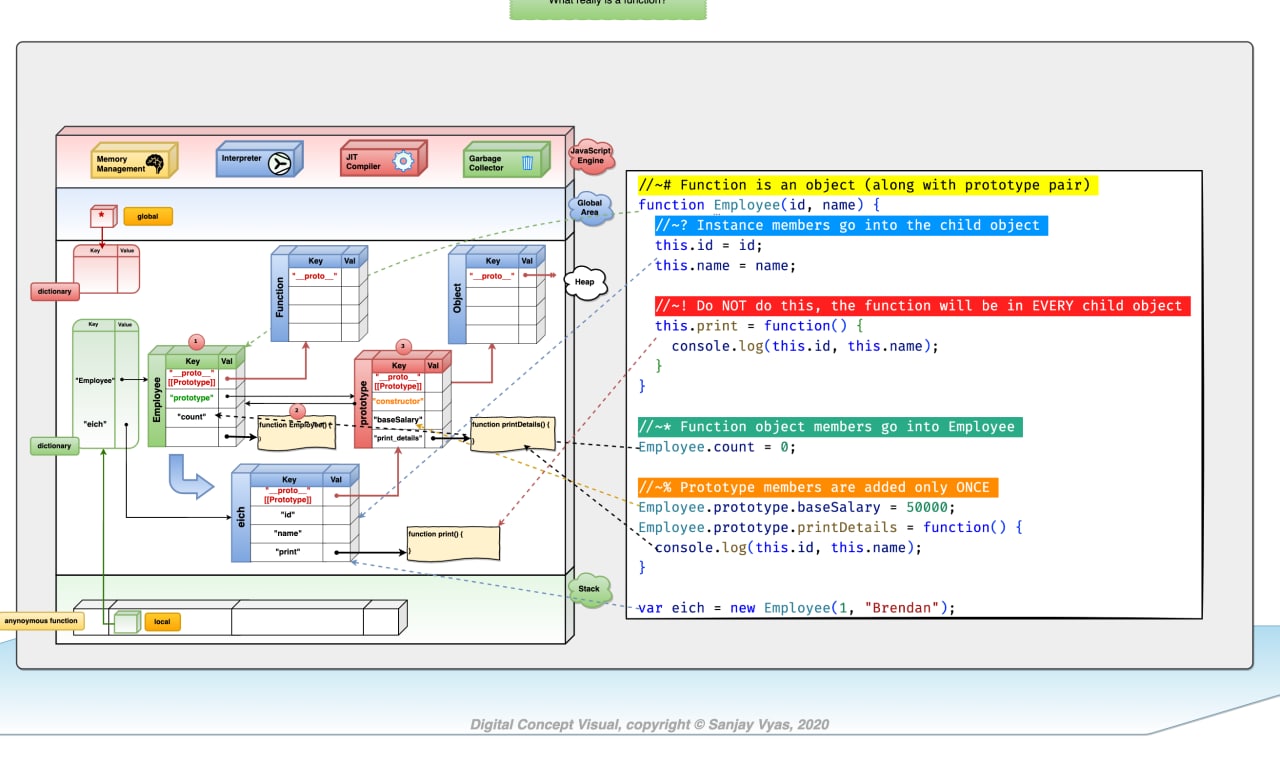 What really is a function?
Memory
Management
Interpreter
JIT
Compiler
Garbage
Collector
JavaScript
Engine
*
global
Global
Area
Key Value
dictionary
Function
Key Val
"__proto__"
Object
Key Val
"__proto__"
Heap
Key Value
"Employee"
"eich"
dictionary
1
Employee
Key Val
"__proto__"
[[Prototype]]
"prototype"
"count"
2
function Employee() {
}
3
prototype
Key Val
"__proto__"
[[Prototype]]
"constructor"
"baseSalary"
"print_details"
function printDetails() {
}
eich
Key Val
"__proto__"
[[Prototype]]
"id"
"name"
"print"
function print() {
}
Stack
anynoymous function
local
//~# Function is an object (along with prototype pair)
function Employee(id, name) {
//~? Instance members go into the child object
this.id = id;
this.name = name;
//~! Do NOT do this, the function will be in EVERY child object
this.print = function() {
console.log(this.id, this.name);
}
}
//~* Function object members go into Employee
Employee.count = 0;
//~% Prototype members are added only ONCE
Employee.prototype.baseSalary = 50000;
Employee.prototype.printDetails = function() {
console.log(this.id, this.name);
}
var eich = new Employee(1, "Brendan");
Digital Concept Visual, copyright © Sanjay Vyas, 2020